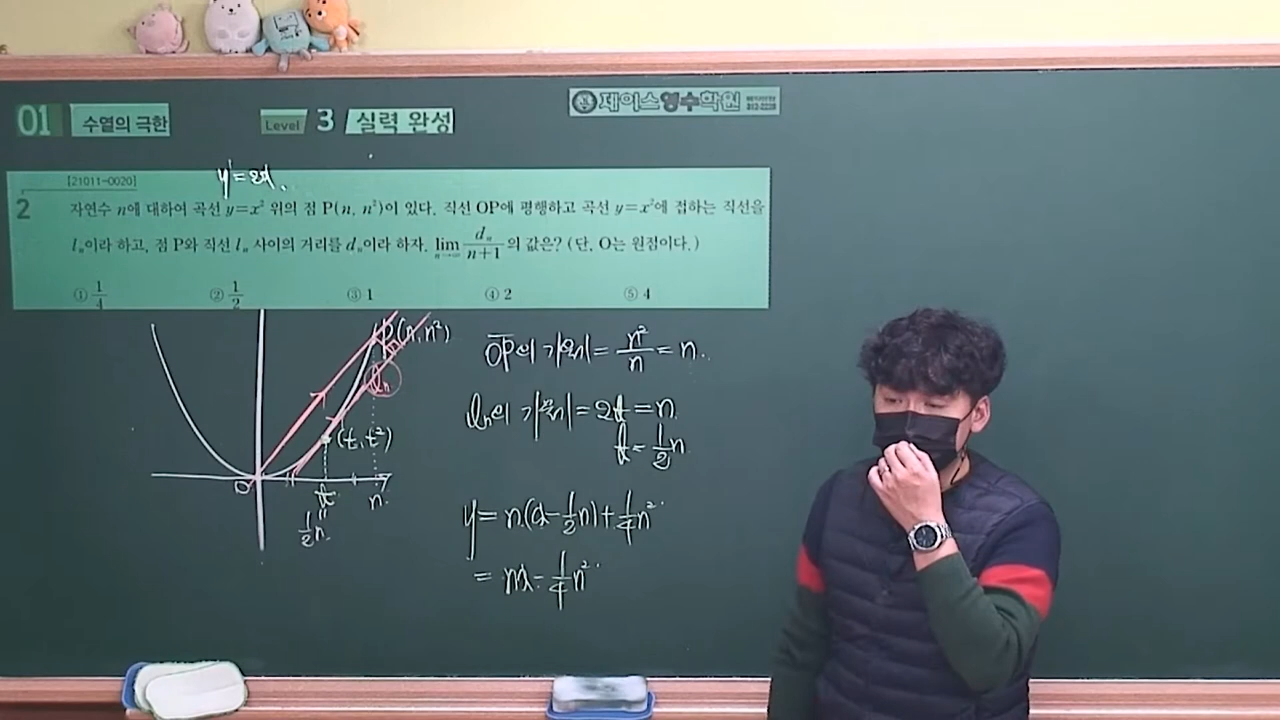 01 수열의 극한
Level 3 실력 완성
제이스영수학원
[21011-0020]
y'=2x.
2
자연수 n에 대하여 곡선 y=x² 위의 점 P(n, n²)이 있다. 직선 OP에 평행하고 곡선 y=x²에 접하는 직선을
lₙ이라 하고, 점 P와 직선 lₙ 사이의 거리를 dₙ이라 하자. lim n→∞ dₙ/(n+1)의 값은? (단, O는 원점이다.)
① 1/4 ② 1/2 ③ 1 ④ 2 ⑤ 4
P(n, n²)
lₙ
(t, t²)
O t n
1/2 n
OP의 기울기 = n²/n = n.
lₙ의 기울기 = 2t = n
t = 1/2 n
y = n(x - 1/2 n) + 1/4 n²
= nx - 1/4 n²